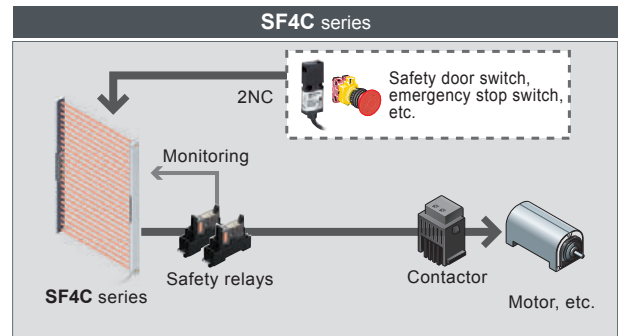 SF4C series
Safety door switch,
emergency stop switch,
etc.
2NC
Monitoring
Safety relays
Contactor
SF4C series
Motor, etc.